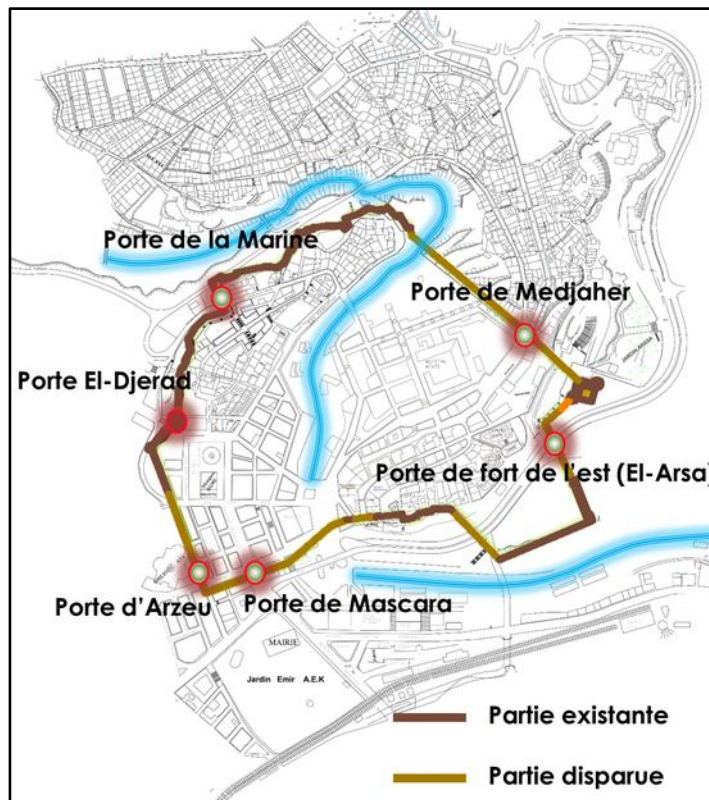 Porte de la Marine
Porte de Medjaher
Porte El-Djerad
Porte de fort de l'est (El-Arsa)
Porte d'Arzeu
Porte de Mascara
MAIRIE
Jardin Emir A.E.K
Partie existante
Partie disparue